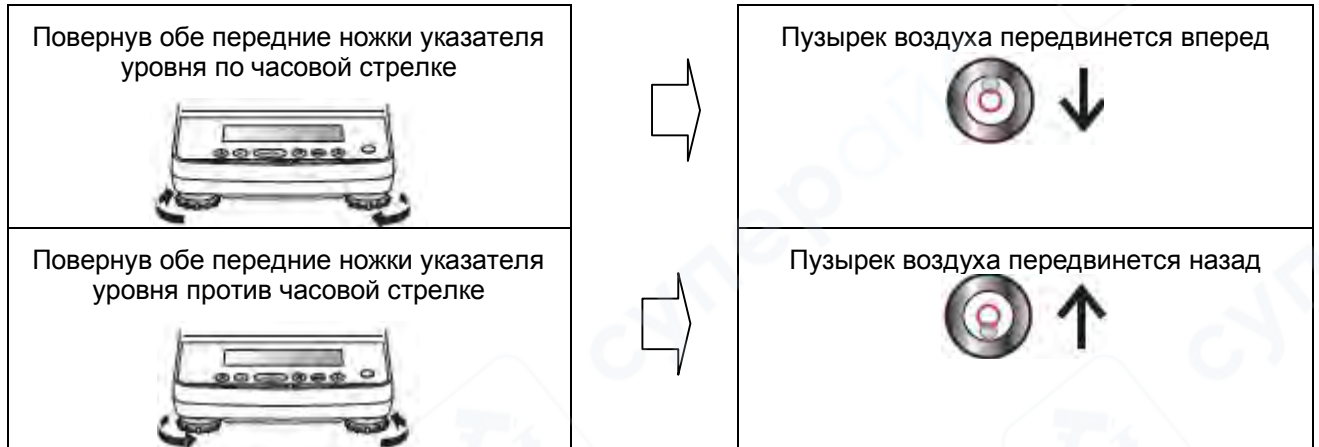 Повернув обе передние ножки указателя
уровня по часовой стрелке
Пузырек воздуха передвинется вперед
Повернув обе передние ножки указателя
уровня против часовой стрелке
Пузырек воздуха передвинется назад